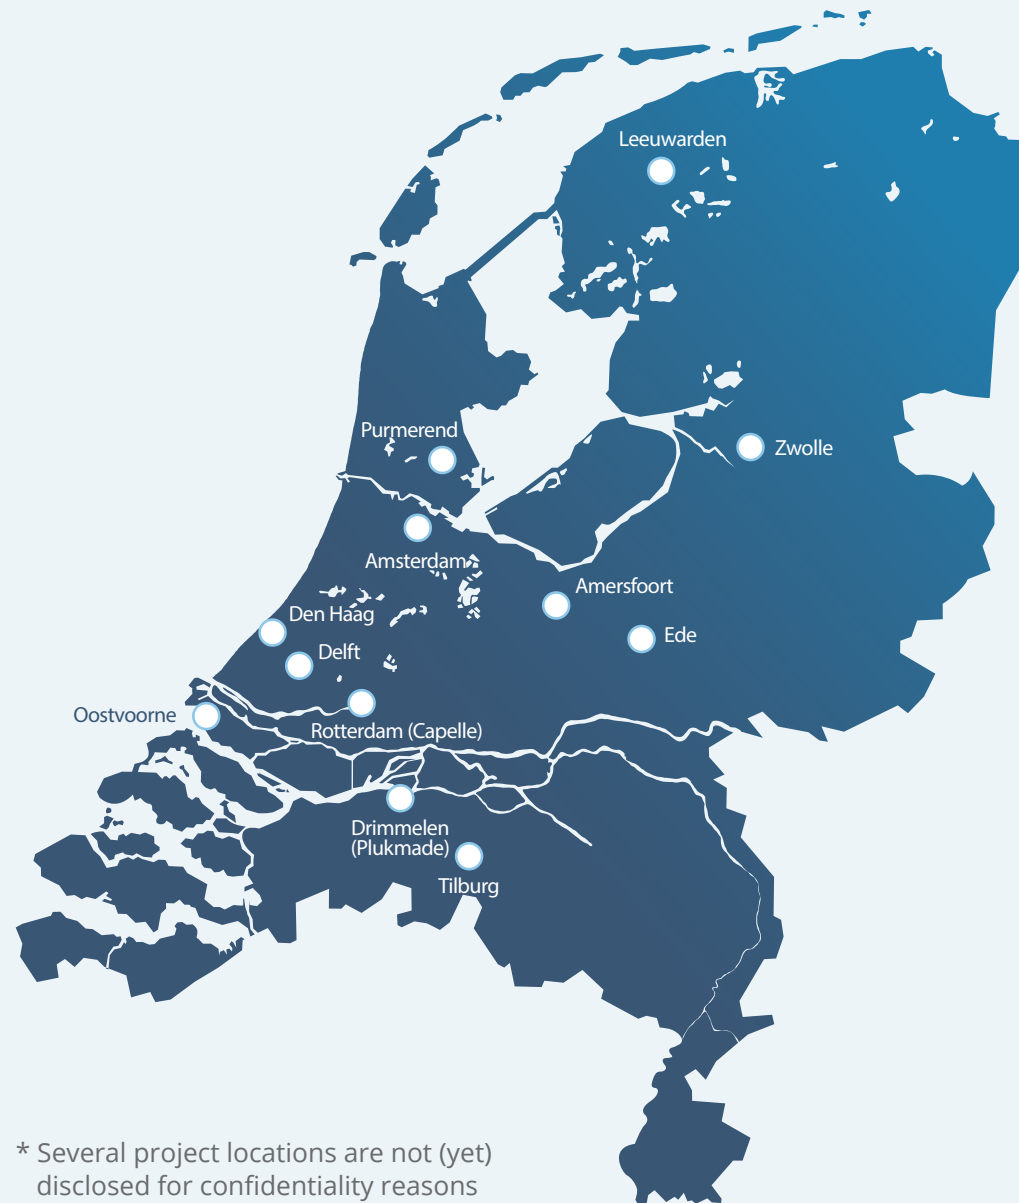 Leeuwarden
Purmerend
Zwolle
Amsterdam
Amersfoort
Den Haag
Ede
Delft
Oostvoorne
Rotterdam (Capelle)
Drimmelen
(Plukmade)
Tilburg
* Several project locations are not (yet)
disclosed for confidentiality reasons